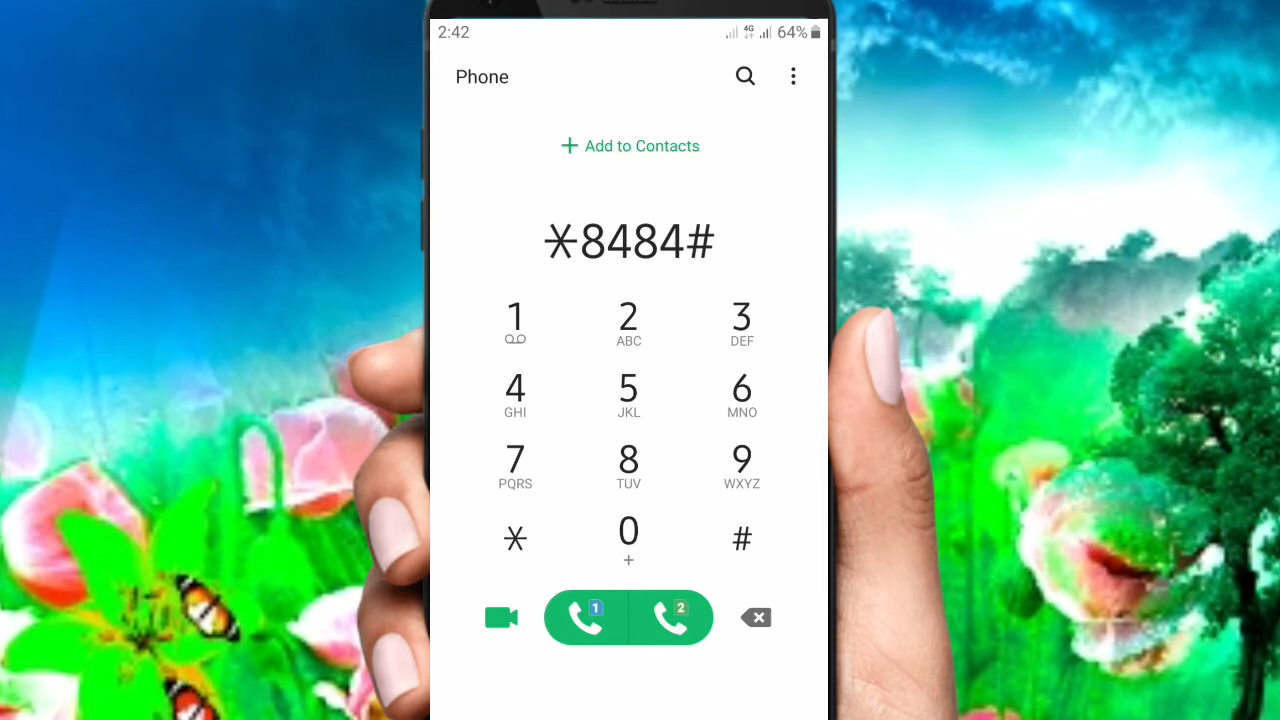 2:42 4G 64%
Phone
+ Add to Contacts
*8484#
1 2 3
ABC DEF
4 5 6
GHI JKL MNO
7 8 9
PQRS TUV WXYZ
* 0 #
+
1 2